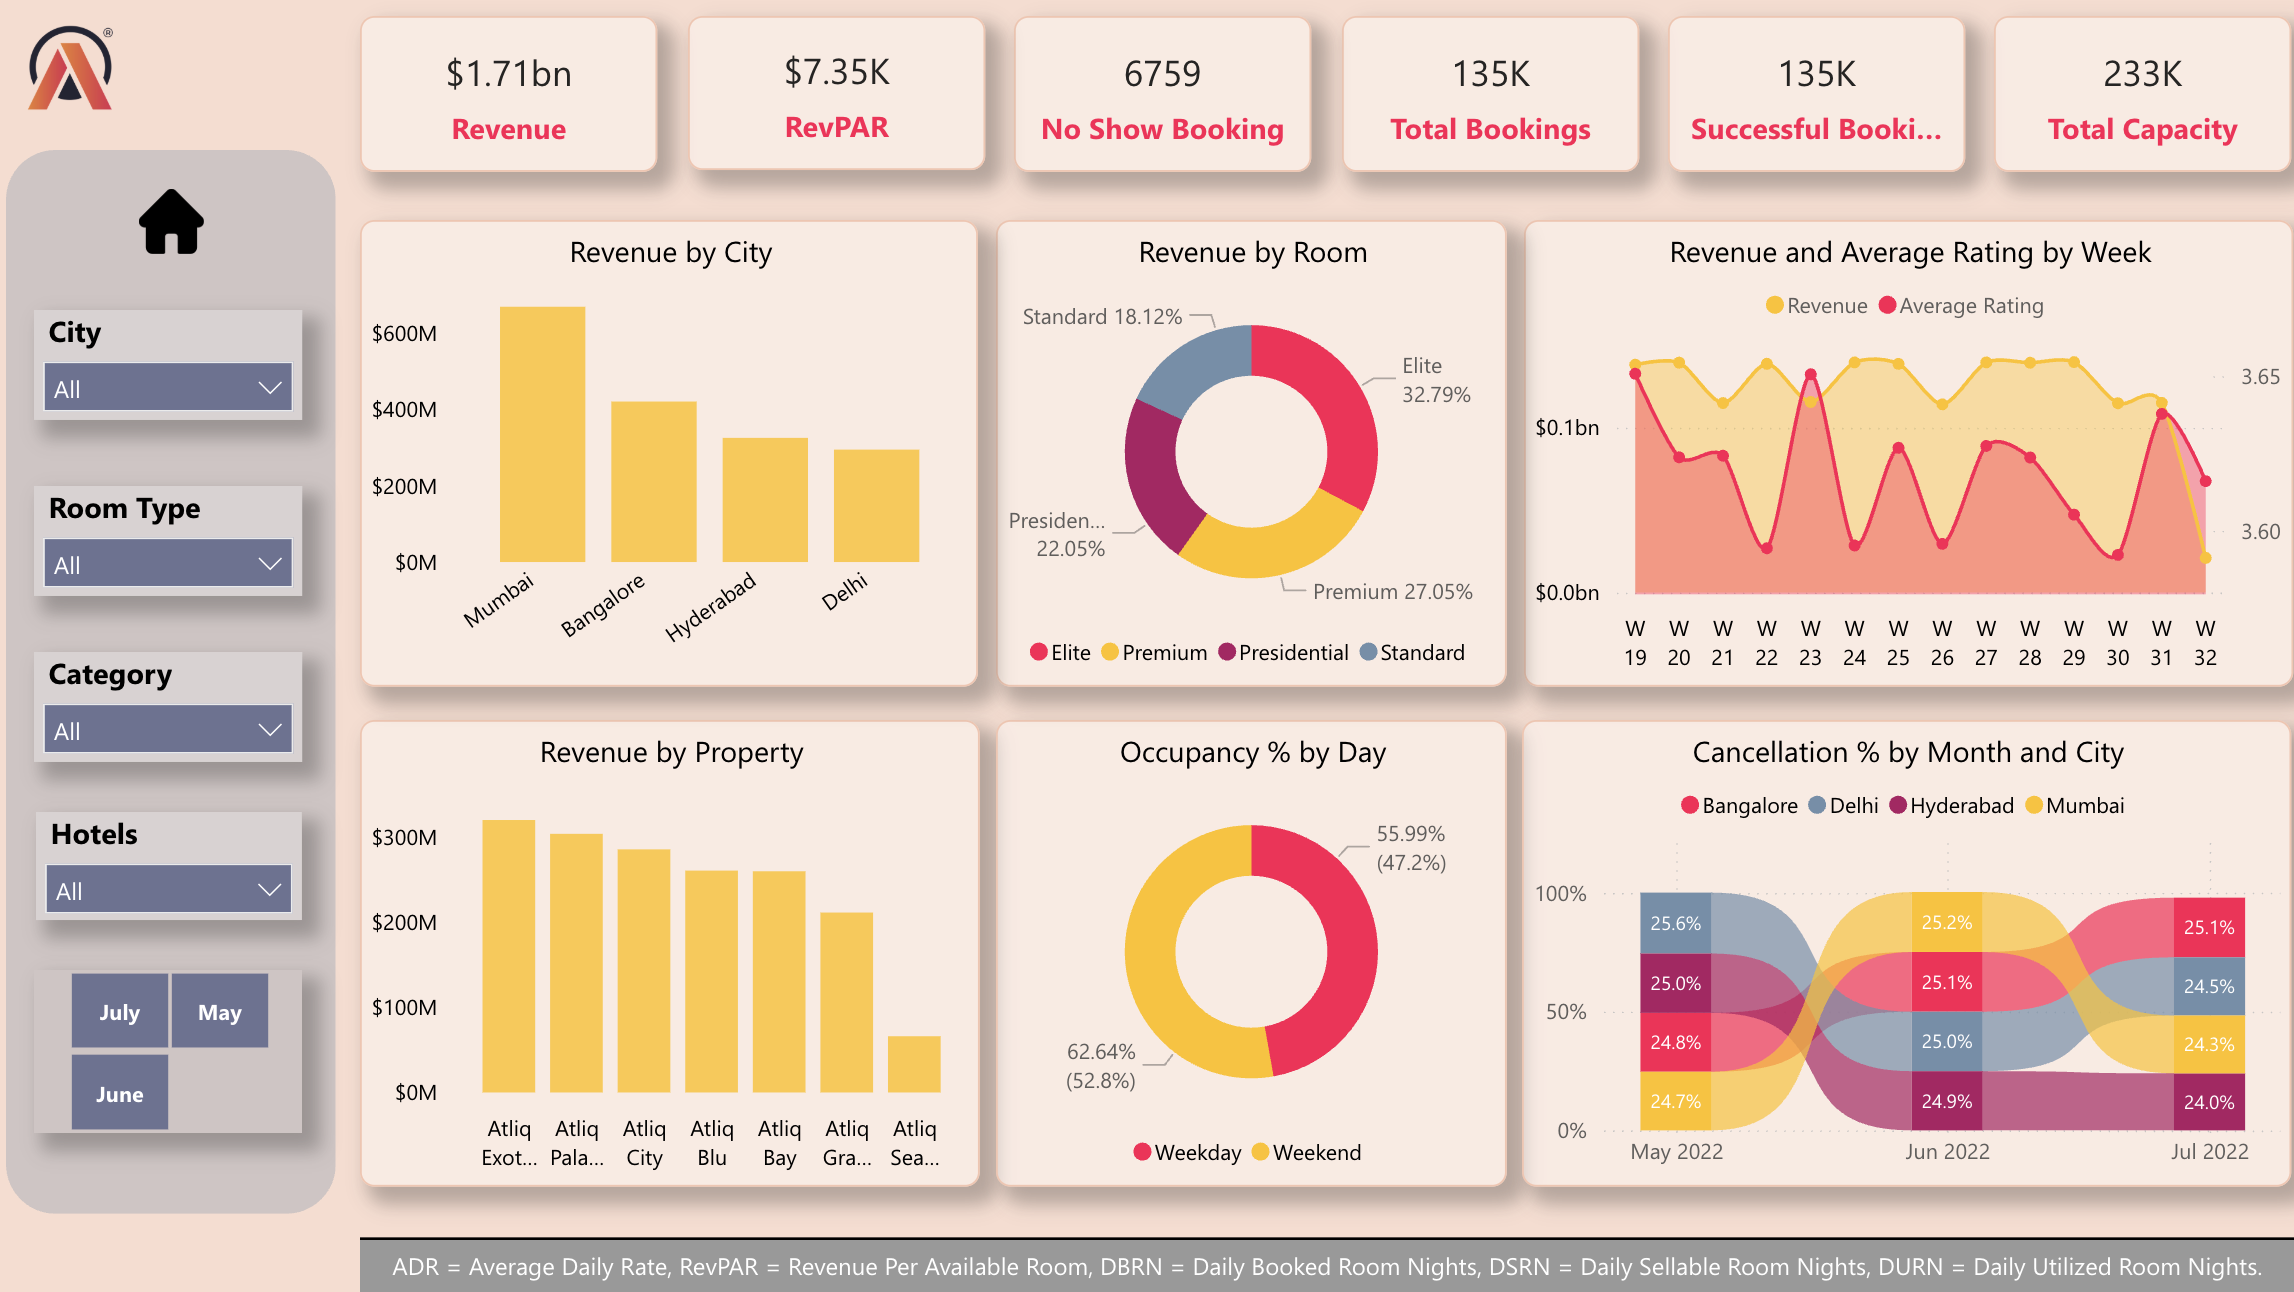 ®
$1.71bn
Revenue
$7.35K
RevPAR
6759
No Show Booking
135K
Total Bookings
135K
Successful Booki...
233K
Total Capacity
City
All
Room Type
All
Category
All
Hotels
All
July May
June
Revenue by City
$600M
$400M
$200M
$0M
Mumbai Bangalore Hyderabad Delhi
Revenue by Room
Standard 18.12%
Elite
32.79%
Presiden...
22.05%
Premium 27.05%
Elite Premium Presidential Standard
Revenue and Average Rating by Week
Revenue Average Rating
3.65
$0.1bn
3.60
$0.0bn
W W W W W W W W W W W W W W
19 20 21 22 23 24 25 26 27 28 29 30 31 32
Revenue by Property
$300M
$200M
$100M
$0M
Atliq Atliq Atliq Atliq Atliq Atliq Atliq
Exot... Pala... City Blu Bay Gra... Sea...
Occupancy % by Day
55.99%
(47.2%)
62.64%
(52.8%)
Weekday Weekend
Cancellation % by Month and City
Bangalore Delhi Hyderabad Mumbai
100%
50%
0%
25.6% 25.2% 25.1%
25.0% 25.1% 24.5%
24.8% 25.0% 24.3%
24.7% 24.9% 24.0%
May 2022 Jun 2022 Jul 2022
ADR = Average Daily Rate, RevPAR = Revenue Per Available Room, DBRN = Daily Booked Room Nights, DSRN = Daily Sellable Room Nights, DURN = Daily Utilized Room Nights.